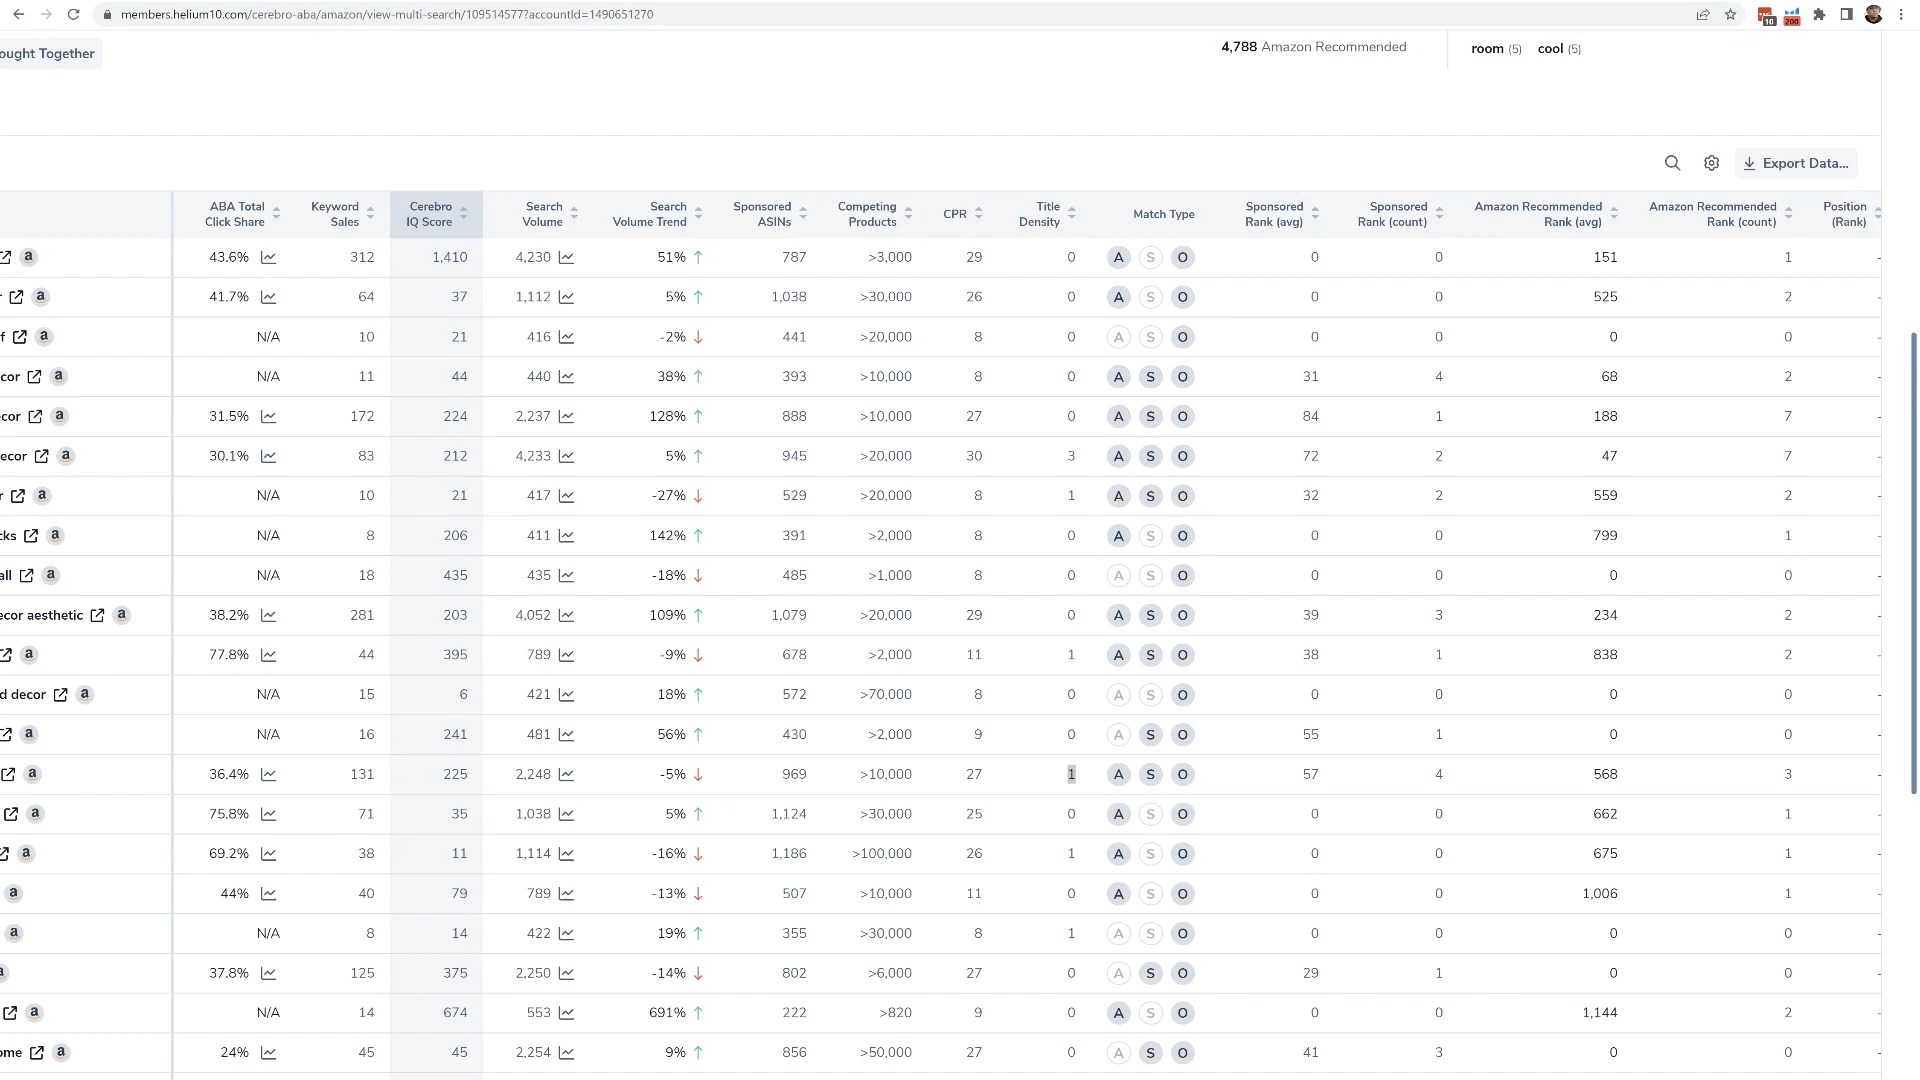 members.helium10.com/cerebro-aba/amazon/view-multi-search/109514577?accountId=1490651270
10
200
ought Together
4,788 Amazon Recommended
room (5) cool (5)
Export Data...
ABA Total Click Share Keyword Sales Cerebro IQ Score Search Volume Search Volume Trend Sponsored ASINs Competing Products CPR Title Density Match Type Sponsored Rank (avg) Sponsored Rank (count) Amazon Recommended Rank (avg) Amazon Recommended Rank (count) Position (Rank)
a 43.6% 312 1,410 4,230 51% 787 >3,000 29 0 A S O 0 0 151 1 -
r a 41.7% 64 37 1,112 5% 1,038 >30,000 26 0 A S O 0 0 525 2 -
f a N/A 10 21 416 -2% 441 >20,000 8 0 A S O 0 0 0 0 -
cor a N/A 11 44 440 38% 393 >10,000 8 0 A S O 31 4 68 2 -
ecor a 31.5% 172 224 2,237 128% 888 >10,000 27 0 A S O 84 1 188 7 -
ecor a 30.1% 83 212 4,233 5% 945 >20,000 30 3 A S O 72 2 47 7 -
r a N/A 10 21 417 -27% 529 >20,000 8 1 A S O 32 2 559 2 -
cks a N/A 8 206 411 142% 391 >2,000 8 0 A S O 0 0 799 1 -
all a N/A 18 435 435 -18% 485 >1,000 8 0 A S O 0 0 0 0 -
ecor aesthetic a 38.2% 281 203 4,052 109% 1,079 >20,000 29 0 A S O 39 3 234 2 -
a 77.8% 44 395 789 -9% 678 >2,000 11 1 A S O 38 1 838 2 -
d decor a N/A 15 6 421 18% 572 >70,000 8 0 A S O 0 0 0 0 -
a N/A 16 241 481 56% 430 >2,000 9 0 A S O 55 1 0 0 -
a 36.4% 131 225 2,248 -5% 969 >10,000 27 1 A S O 57 4 568 3 -
a 75.8% 71 35 1,038 5% 1,124 >30,000 25 0 A S O 0 0 662 1 -
a 69.2% 38 11 1,114 -16% 1,186 >100,000 26 1 A S O 0 0 675 1 -
a 44% 40 79 789 -13% 507 >10,000 11 0 A S O 0 0 1,006 1 -
a N/A 8 14 422 19% 355 >30,000 8 1 A S O 0 0 0 0 -
a 37.8% 125 375 2,250 -14% 802 >6,000 27 0 A S O 29 1 0 0 -
a N/A 14 674 553 691% 222 >820 9 0 A S O 0 0 1,144 2 -
ome a 24% 45 45 2,254 9% 856 >50,000 27 0 A S O 41 3 0 0 -